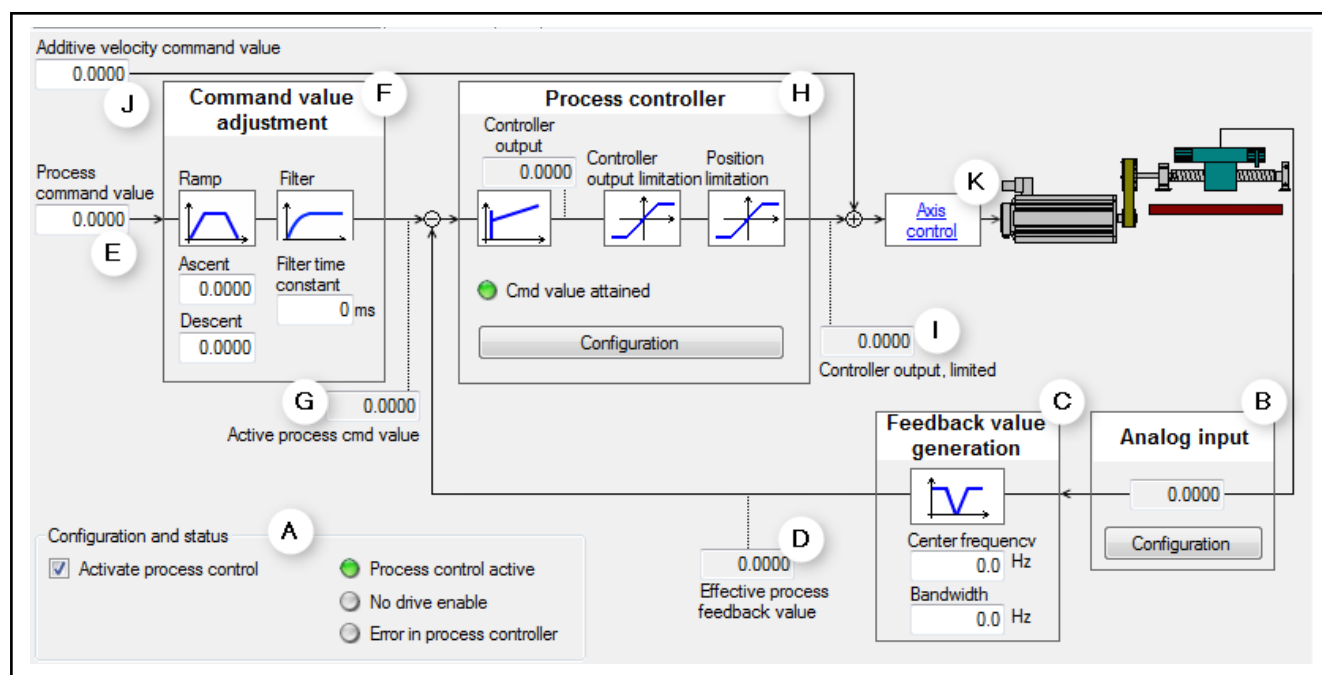 Additive velocity command value
0.0000
J
Command value
adjustment
F
Process controller
H
Controller
output
0.0000
Controller
output limitation
Position
limitation
Process
command value
0.0000
E
Ramp
Filter
K
Axis
control
Ascent
0.0000
Descent
0.0000
Filter time
constant
0 ms
Cmd value attained
Configuration
0.0000
I
Controller output, limited
G
0.0000
Active process cmd value
Feedback value
generation
C
Analog input
B
0.0000
Configuration
Center frequency
0.0 Hz
Bandwidth
0.0 Hz
D
0.0000
Effective process
feedback value
Configuration and status
A
Activate process control
Process control active
No drive enable
Error in process controller